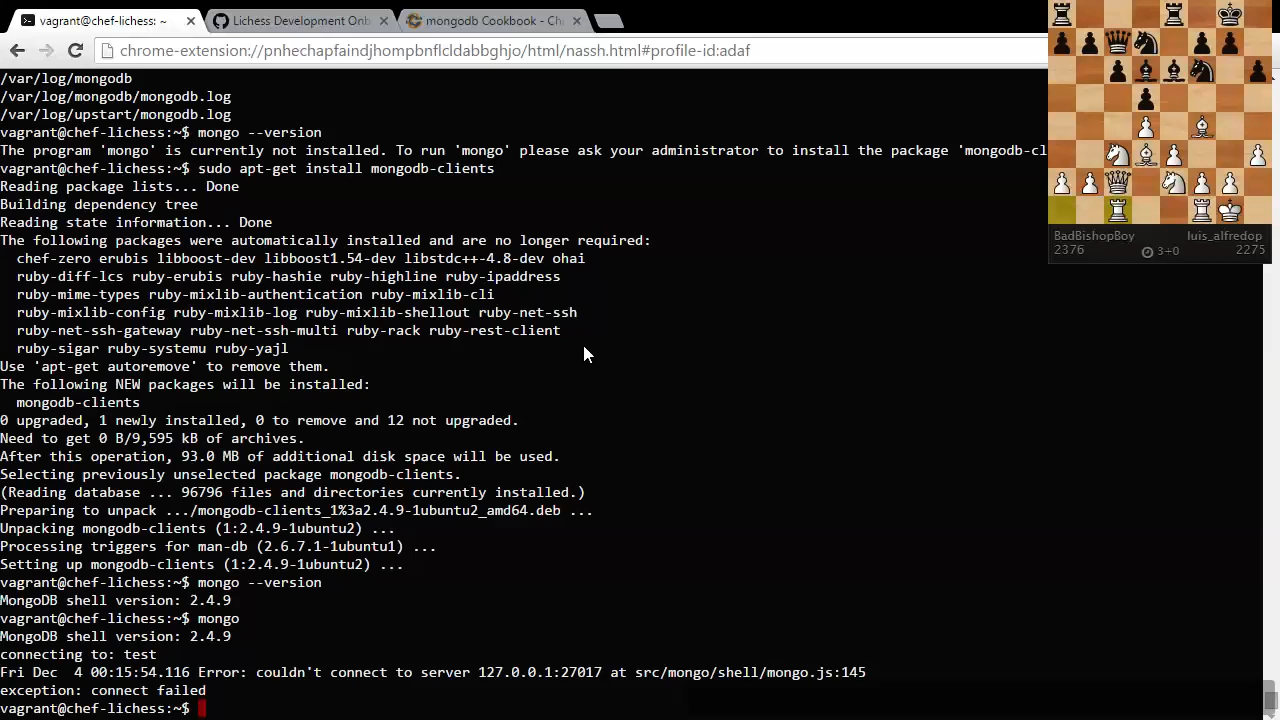 vagrant@chef-lichess: ~
Lichess Development Onb
mongodb Cookbook - Ch
chrome-extension://pnhechapfaindjhompbnflcldabbghjo/html/nassh.html#profile-id:adaf
/var/log/mongodb
/var/log/mongodb/mongodb.log
/var/log/upstart/mongodb.log
vagrant@chef-lichess:~$ mongo --version
The program 'mongo' is currently not installed. To run 'mongo' please ask your administrator to install the package 'mongodb-cl
vagrant@chef-lichess:~$ sudo apt-get install mongodb-clients
Reading package lists... Done
Building dependency tree
Reading state information... Done
The following packages were automatically installed and are no longer required:
chef-zero erubis libboost-dev libboost1.54-dev libstdc++-4.8-dev ohai
ruby-diff-lcs ruby-erubis ruby-hashie ruby-highline ruby-ipaddress
ruby-mime-types ruby-mixlib-authentication ruby-mixlib-cli
ruby-mixlib-config ruby-mixlib-log ruby-mixlib-shellout ruby-net-ssh
ruby-net-ssh-gateway ruby-net-ssh-multi ruby-rack ruby-rest-client
ruby-sigar ruby-systemu ruby-yajl
Use 'apt-get autoremove' to remove them.
The following NEW packages will be installed:
mongodb-clients
0 upgraded, 1 newly installed, 0 to remove and 12 not upgraded.
Need to get 0 B/9,595 kB of archives.
After this operation, 93.0 MB of additional disk space will be used.
Selecting previously unselected package mongodb-clients.
(Reading database ... 96796 files and directories currently installed.)
Preparing to unpack .../mongodb-clients_1%3a2.4.9-1ubuntu2_amd64.deb ...
Unpacking mongodb-clients (1:2.4.9-1ubuntu2) ...
Processing triggers for man-db (2.6.7.1-1ubuntu1) ...
Setting up mongodb-clients (1:2.4.9-1ubuntu2) ...
vagrant@chef-lichess:~$ mongo --version
MongoDB shell version: 2.4.9
vagrant@chef-lichess:~$ mongo
MongoDB shell version: 2.4.9
connecting to: test
Fri Dec  4 00:15:54.116 Error: couldn't connect to server 127.0.0.1:27017 at src/mongo/shell/mongo.js:145
exception: connect failed
vagrant@chef-lichess:~$
BadBishopBoy luis_alfredop
2376 3+0 2275